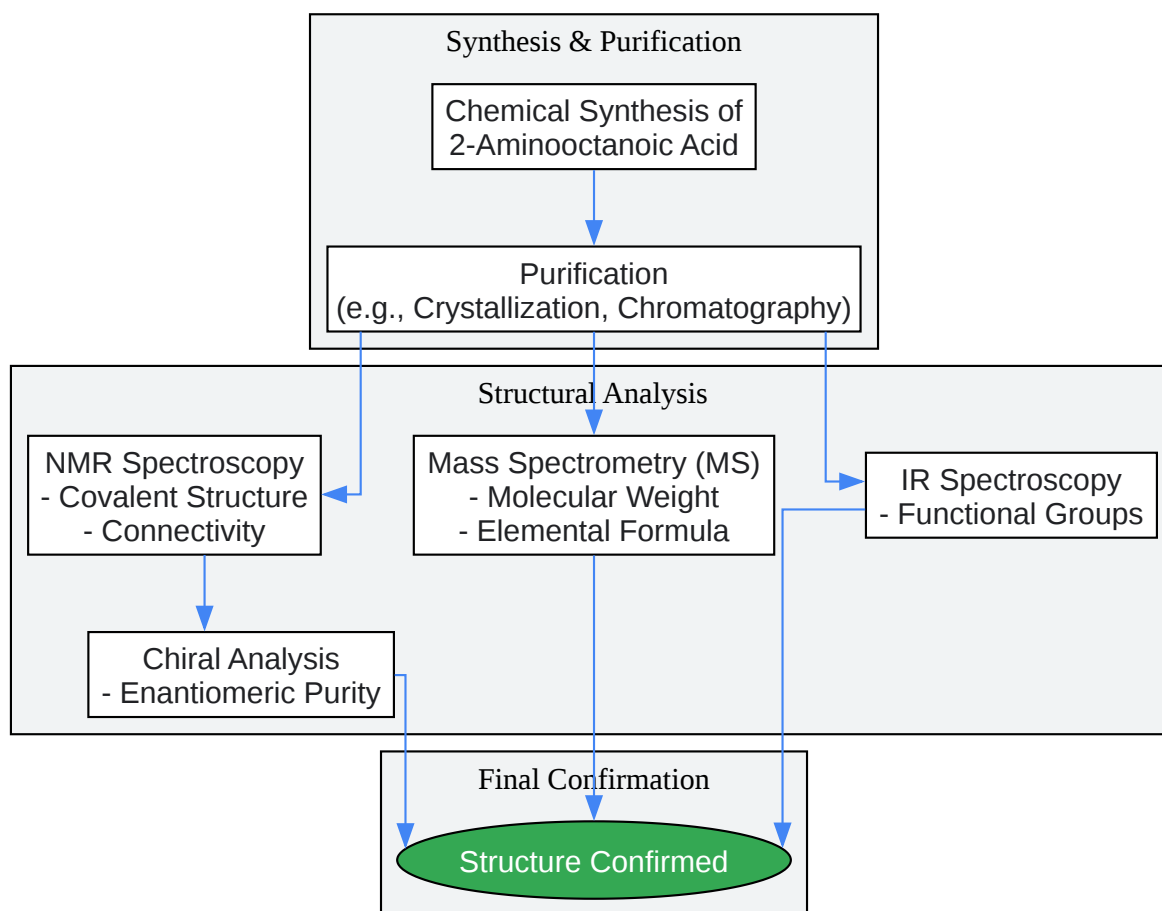 Synthesis & Purification
Chemical Synthesis of
2-Aminooctanoic Acid
Purification
(e.g., Crystallization, Chromatography)
Structural Analysis
NMR Spectroscopy
- Covalent Structure
- Connectivity
Mass Spectrometry (MS)
- Molecular Weight
- Elemental Formula
IR Spectroscopy
- Functional Groups
Chiral Analysis
- Enantiomeric Purity
Final Confirmation
Structure Confirmed